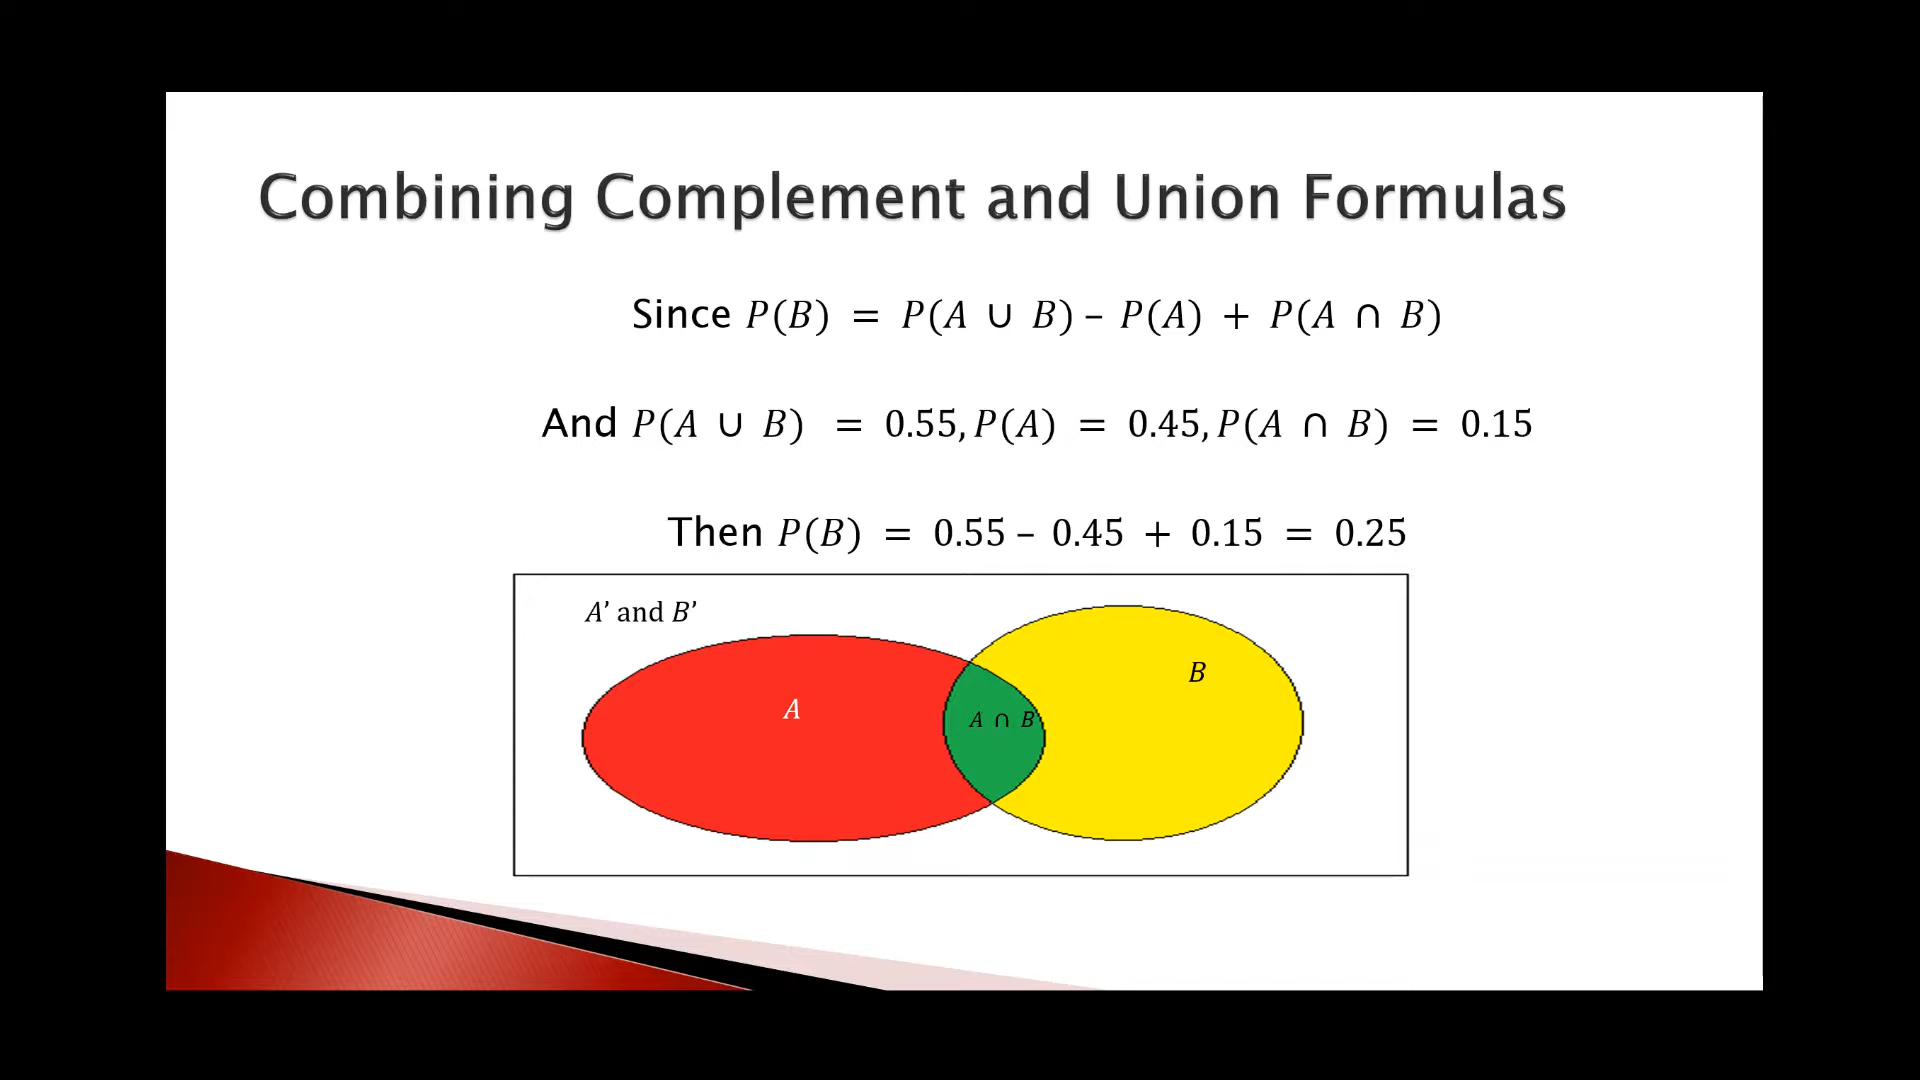 Combining Complement and Union Formulas
Since P(B) = P(A ∪ B) – P(A) + P(A ∩ B)
And P(A ∪ B) = 0.55, P(A) = 0.45, P(A ∩ B) = 0.15
Then P(B) = 0.55 – 0.45 + 0.15 = 0.25
A’ and B’
B
A
A ∩ B